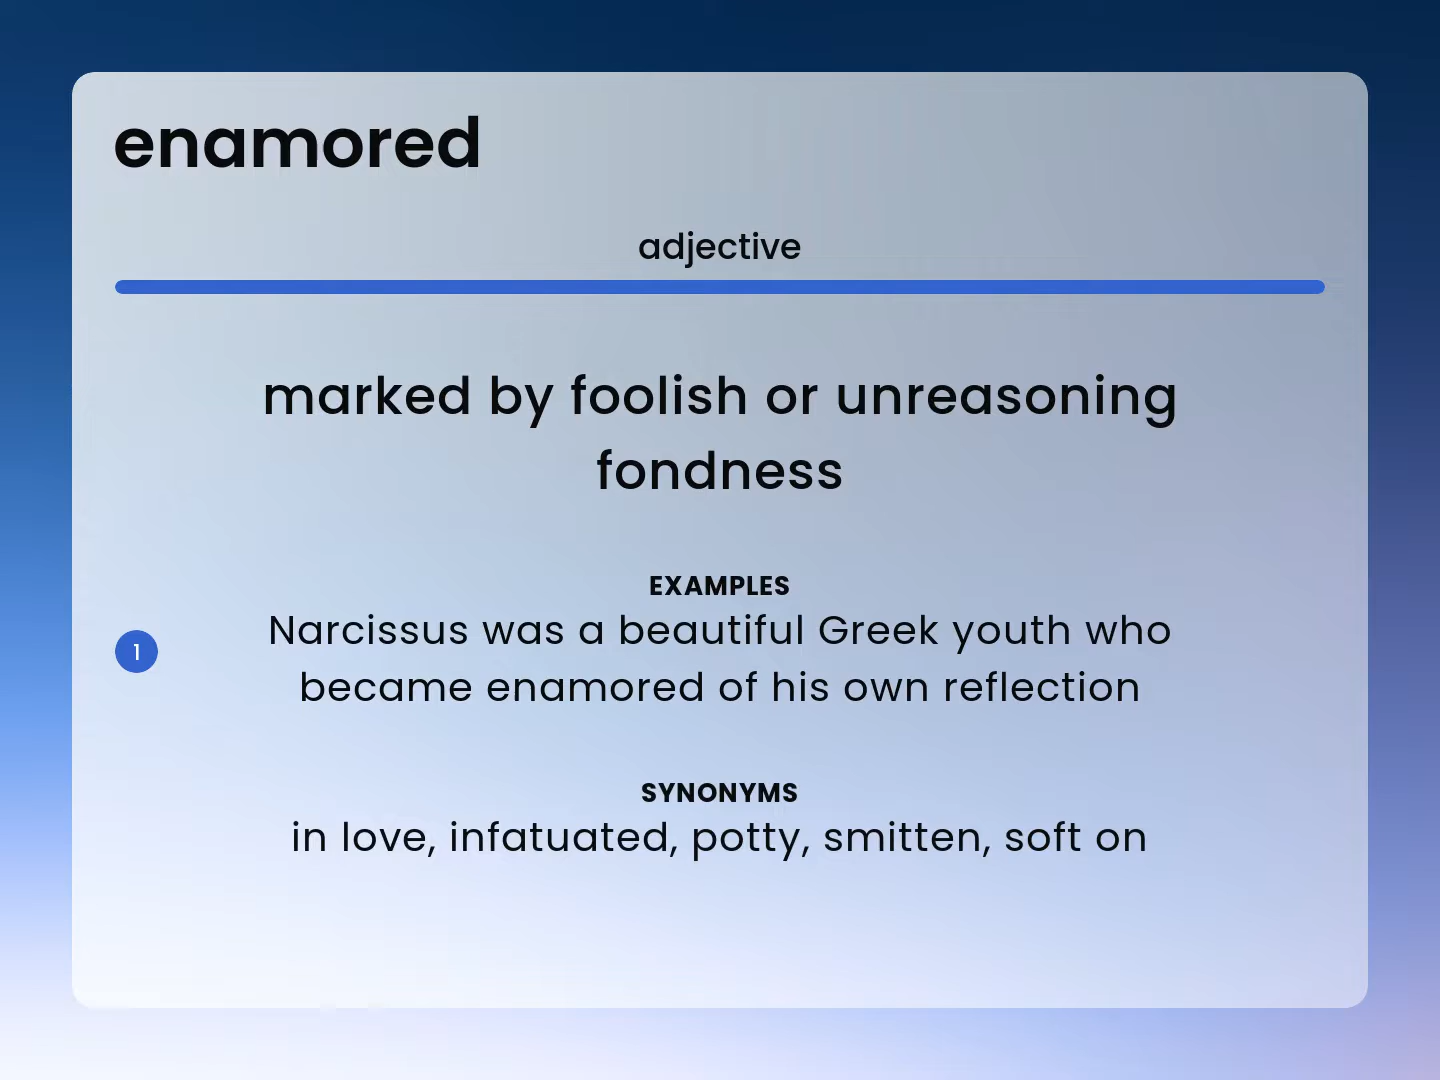 enamored
adjective
marked by foolish or unreasoning
fondness
EXAMPLES
1
Narcissus was a beautiful Greek youth who
became enamored of his own reflection
SYNONYMS
in love, infatuated, potty, smitten, soft on